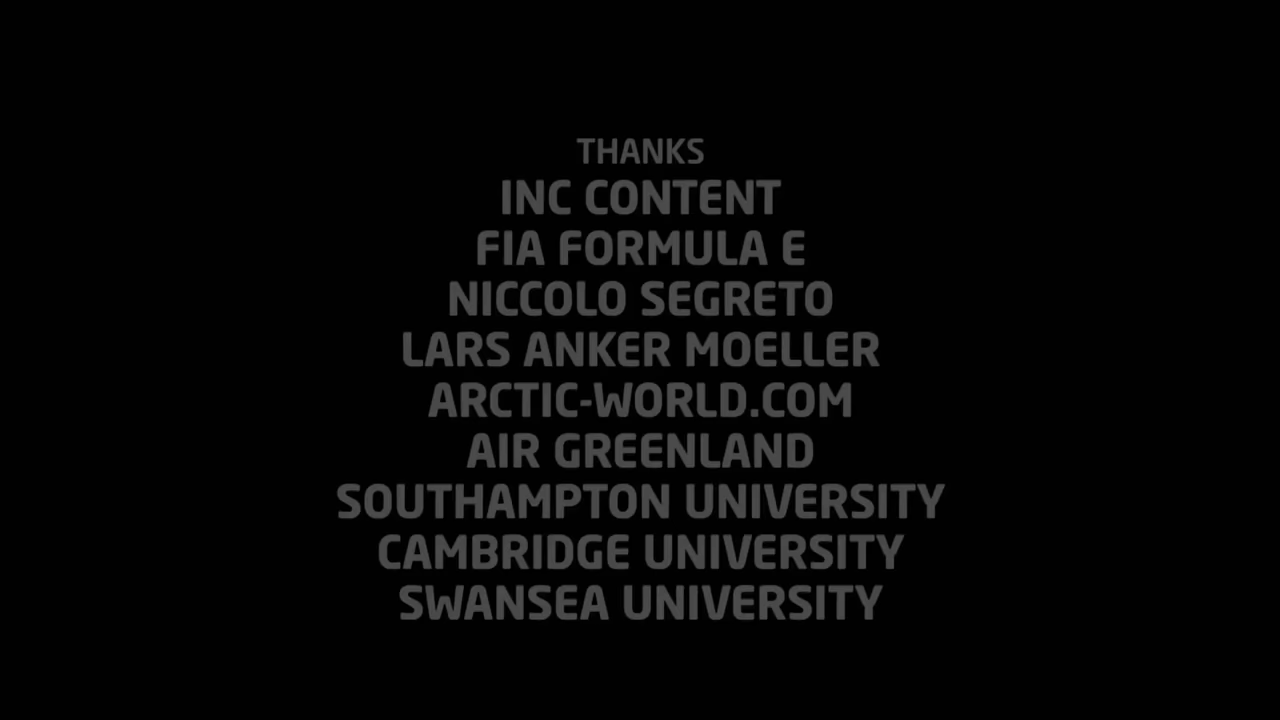 THANKS
INC CONTENT
FIA FORMULA E
NICCOLO SEGRETO
LARS ANKER MOELLER
ARCTIC-WORLD.COM
AIR GREENLAND
SOUTHAMPTON UNIVERSITY
CAMBRIDGE UNIVERSITY
SWANSEA UNIVERSITY